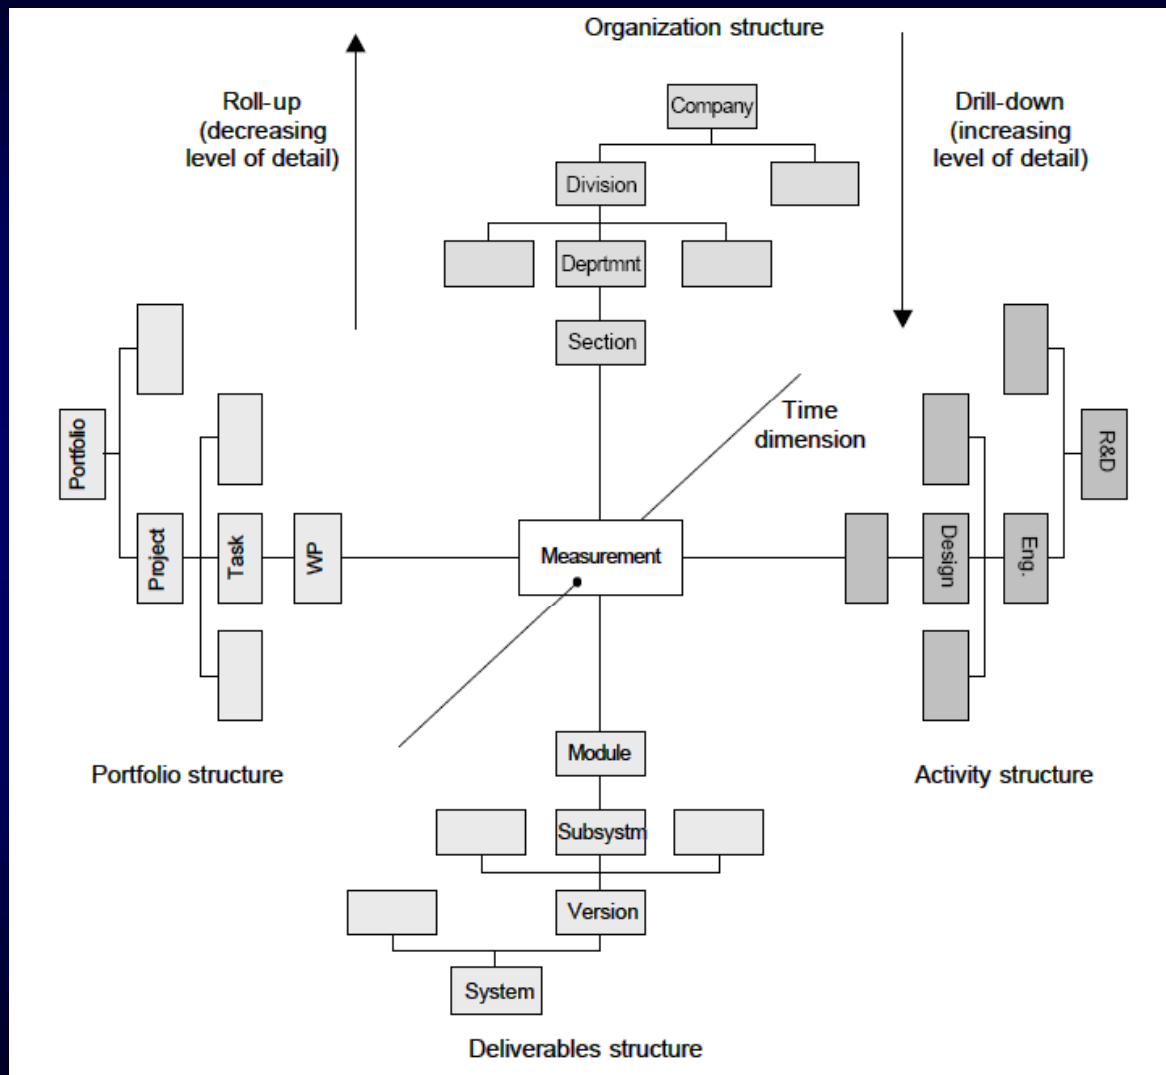 Organization structure
Roll-up
(decreasing
level of detail)
Drill-down
(increasing
level of detail)
Company
Division
Deprtmnt
Section
Time
dimension
Portfolio
Project
Task
WP
Measurement
Design
Eng.
R&D
Module
Subsystm
Version
System
Portfolio structure
Activity structure
Deliverables structure